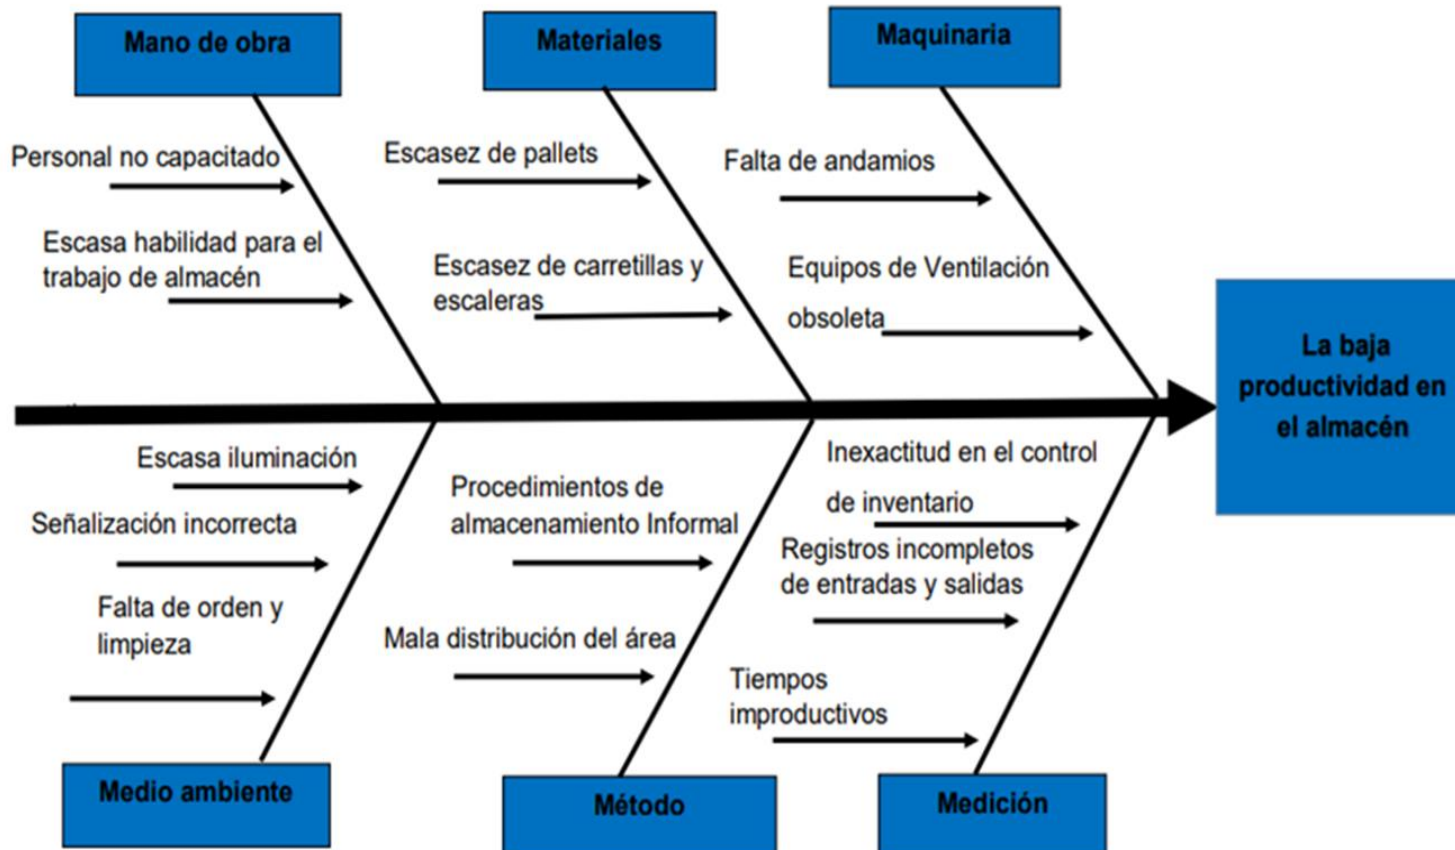 Mano de obra
Materiales
Maquinaria
Personal no capacitado
Escasa habilidad para el
trabajo de almacén
Escasez de pallets
Escasez de carretillas y
escaleras
Falta de andamios
Equipos de Ventilación
obsoleta
La baja
productividad en
el almacén
Escasa iluminación
Señalización incorrecta
Falta de orden y
limpieza
Procedimientos de
almacenamiento Informal
Mala distribución del área
Inexactitud en el control
de inventario
Registros incompletos
de entradas y salidas
Tiempos
improductivos
Medio ambiente
Método
Medición